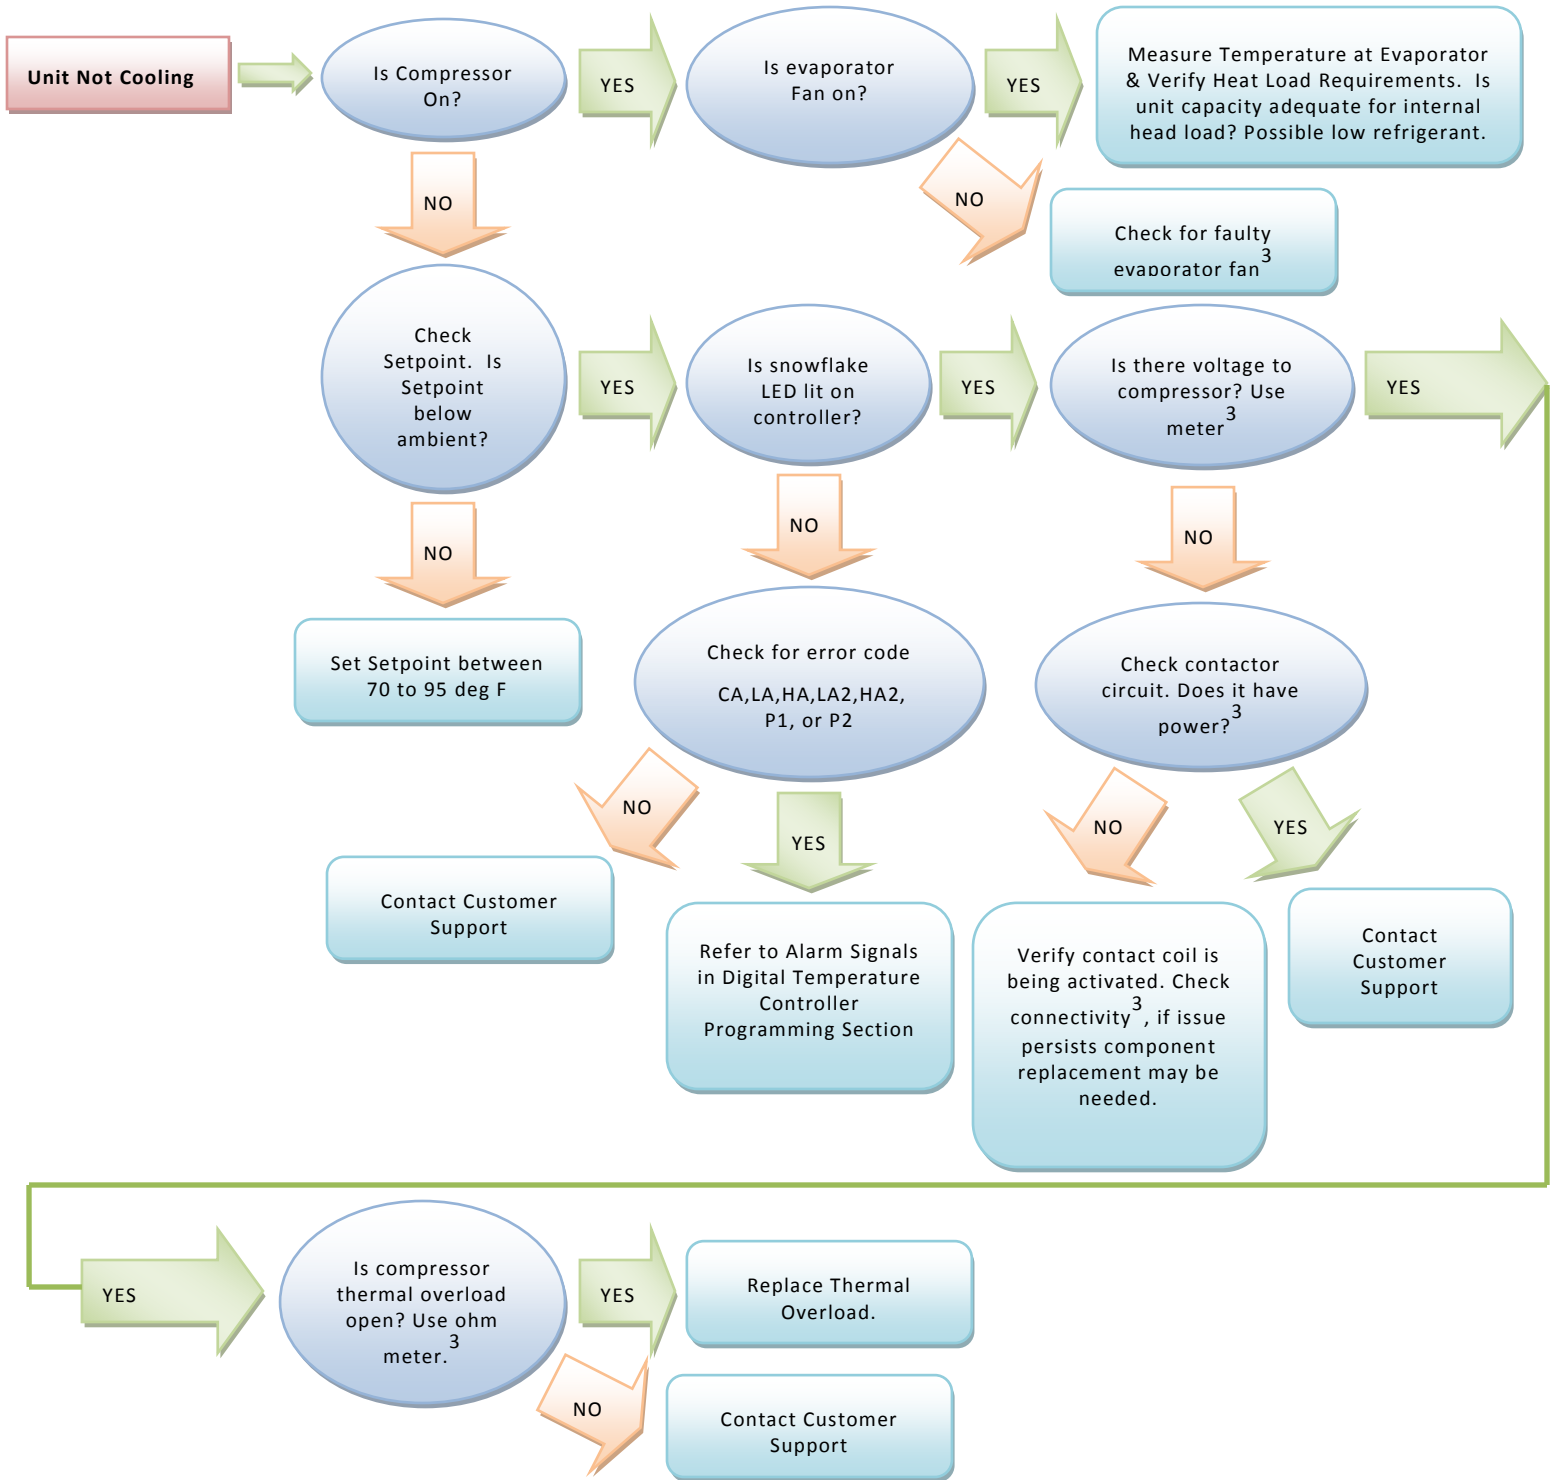 Unit Not Cooling
Is Compressor
On?
YES
Is evaporator
Fan on?
YES
Measure Temperature at Evaporator
& Verify Heat Load Requirements. Is
unit capacity adequate for internal
head load? Possible low refrigerant.
NO
NO
Check for faulty
evaporator fan3
Check
Setpoint. Is
Setpoint
below
ambient?
YES
Is snowflake
LED lit on
controller?
YES
Is there voltage to
compressor? Use
meter3
YES
NO
NO
NO
Set Setpoint between
70 to 95 deg F
Check for error code
CA,LA,HA,LA2,HA2,
P1, or P2
Check contactor
circuit. Does it have
power?3
NO
YES
NO
YES
Contact Customer
Support
Refer to Alarm Signals
in Digital Temperature
Controller
Programming Section
Verify contact coil is
being activated. Check
connectivity3, if issue
persists component
replacement may be
needed.
Contact
Customer
Support
YES
Is compressor
thermal overload
open? Use ohm
meter.3
YES
Replace Thermal
Overload.
NO
Contact Customer
Support